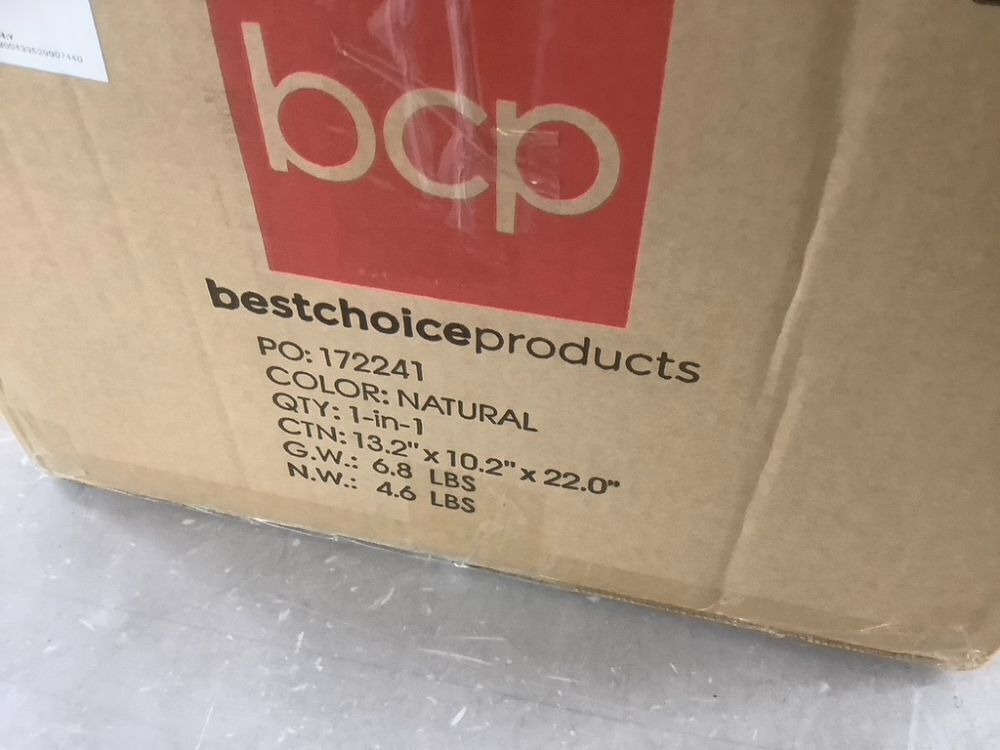 bcp
bestchoiceproducts
PO: 172241
COLOR: NATURAL
QTY: 1-in-1
CTN: 13.2" x 10.2" x 22.0"
G.W.: 6.8 LBS
N.W.: 4.6 LBS